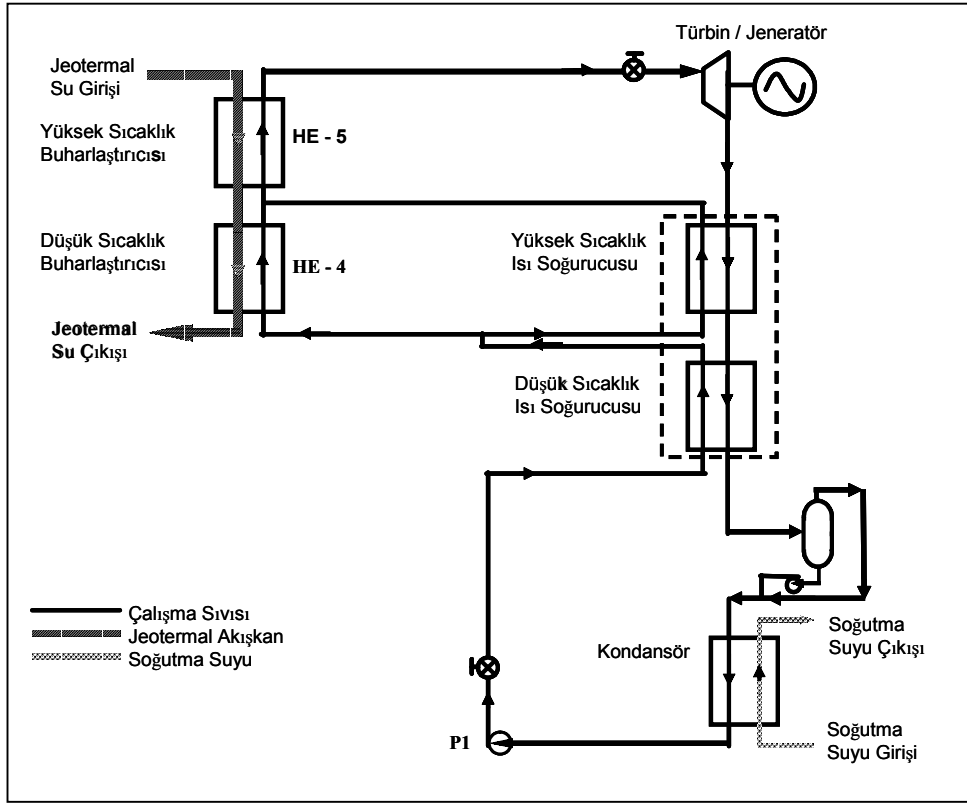 Türbin / Jeneratör
Jeotermal
Su Girişi
Yüksek Sıcaklık
Buharlaştırıcısı
HE - 5
Düşük Sıcaklık
Buharlaştırıcısı
HE - 4
Yüksek Sıcaklık
Isı Soğurucusu
Jeotermal
Su Çıkışı
Düşük Sıcaklık
Isı Soğurucusu
Çalışma Sıvısı
Jeotermal Akışkan
Soğutma Suyu
Kondansör
Soğutma
Suyu Çıkışı
P1
Soğutma
Suyu Girişi